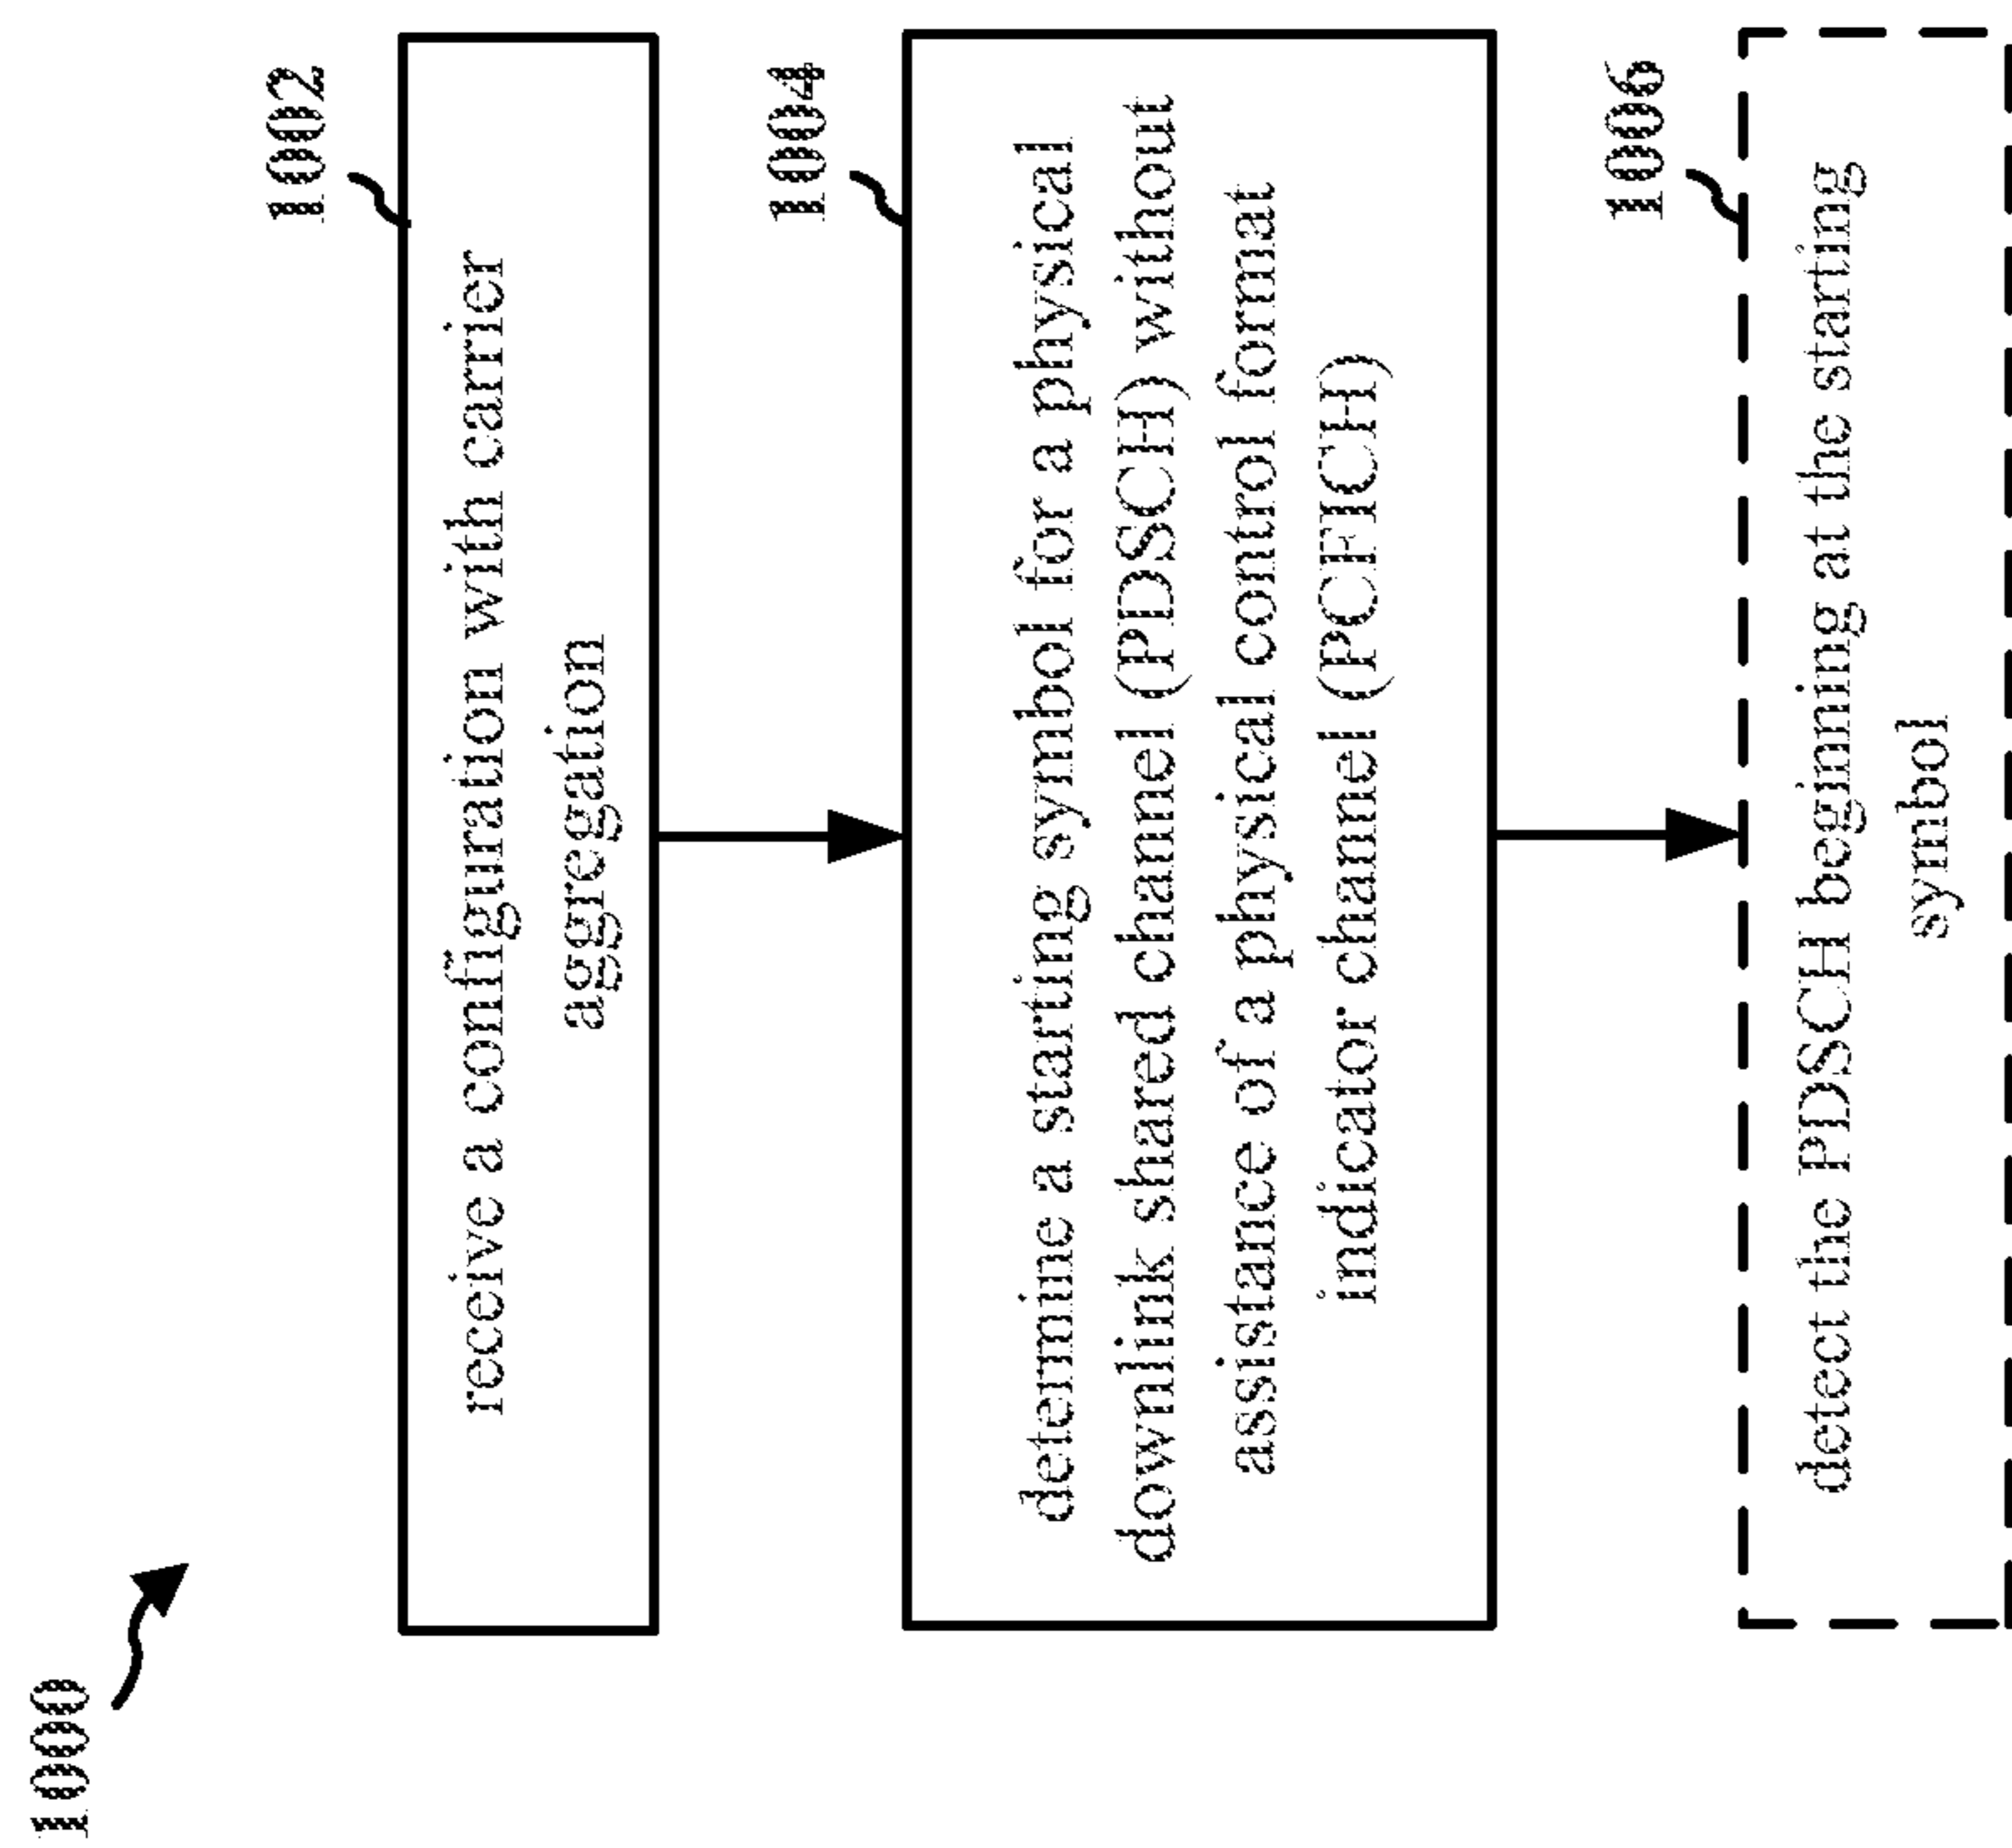 1000
1002
receive a configuration with carrier
aggregation
1004
determine a starting symbol for a physical
downlink shared channel (PDSCH) without
assistance of a physical control format
indicator channel (PCFICH)
1006
detect the PDSCH beginning at the starting
symbol